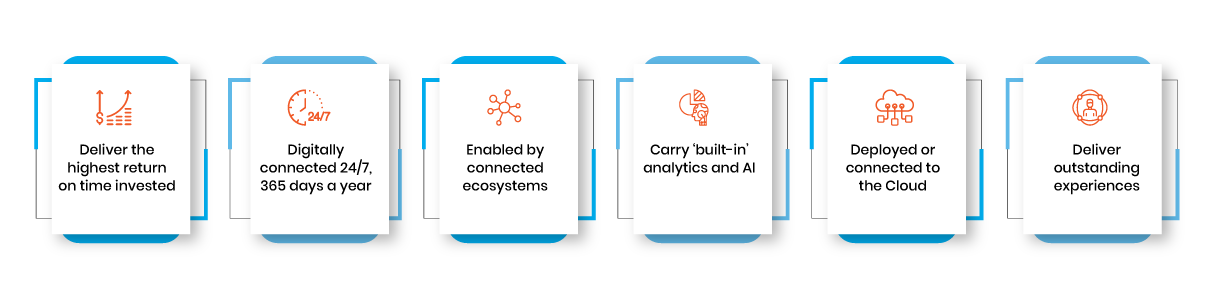 $
Deliver the
highest return
on time invested
24/7
Digitally
connected 24/7,
365 days a year
Enabled by
connected
ecosystems
Carry ‘built-in’
analytics and AI
Deployed or
connected to
the Cloud
Deliver
outstanding
experiences